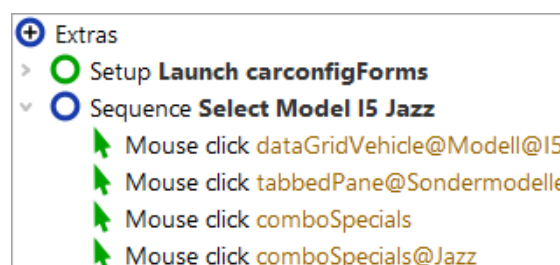 Extras
Setup Launch carconfigForms
Sequence Select Model I5 Jazz
Mouse click dataGridVehicle@Modell@I5
Mouse click tabbedPane@Sondermodelle
Mouse click comboSpecials
Mouse click comboSpecials@Jazz